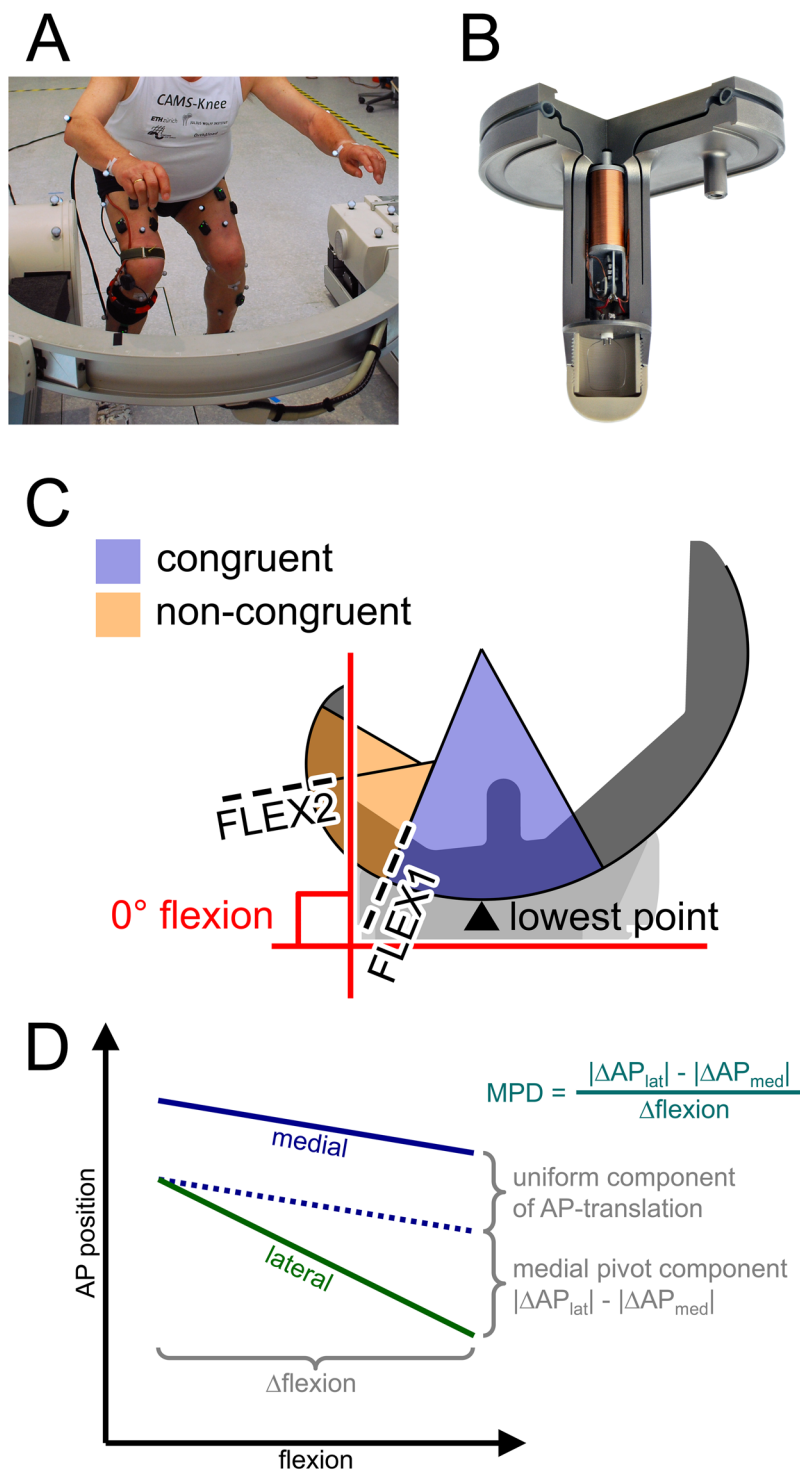 A
B
CAMS-Knee
ETH zürich
C
congruent
non-congruent
FLEX2
FLEX1
0° flexion
lowest point
D
MPD = |ΔAPlat| - |ΔAPmed|
Δflexion
medial
uniform component
of AP-translation
AP position
lateral
medial pivot component
|ΔAPlat| - |ΔAPmed|
Δflexion
flexion